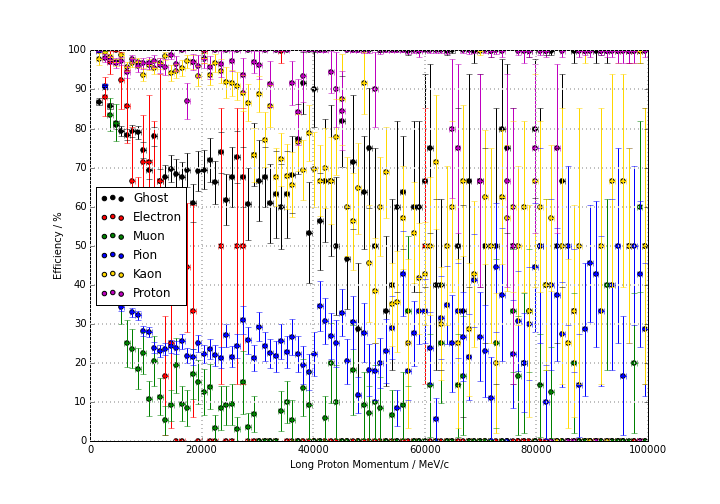 100
90
80
70
60
50
40
30
20
10
0
Efficiency / %
Ghost
Electron
Muon
Pion
Kaon
Proton
0 20000 40000 60000 80000 100000
Long Proton Momentum / MeV/c